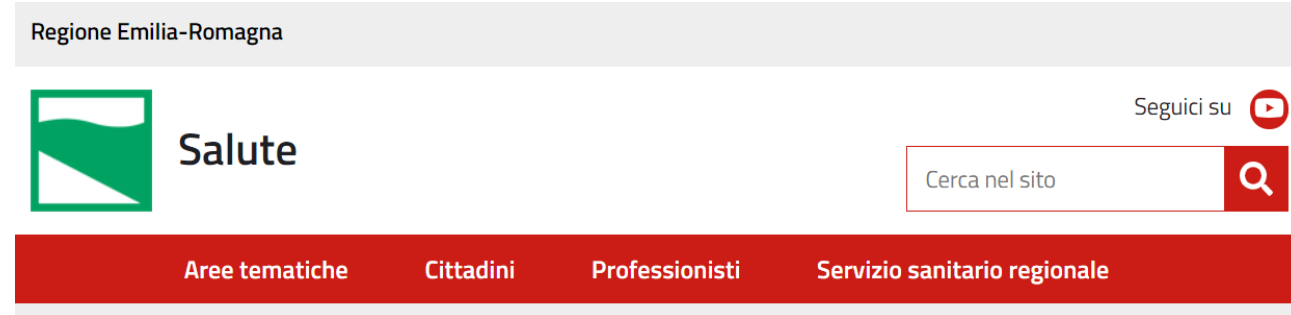 Regione Emilia-Romagna
Seguici su
Salute
Cerca nel sito
Aree tematiche Cittadini Professionisti Servizio sanitario regionale